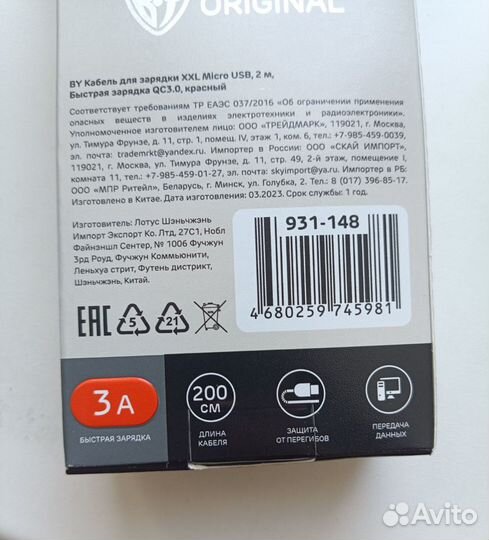 ORIGINAL
BY Кабель для зарядки XXL Micro USB, 2 м,
Быстрая зарядка QC3.0, красный
Соответствует требованиям ТР ЕАЭС 037/2016 «Об ограничении применения
опасных веществ в изделиях электротехники и радиоэлектроники».
Уполномоченное изготовителем лицо: ООО «ТРЕЙДМАРК», 119021, г. Москва,
ул. Тимура Фрунзе, д. 11, стр. 1, помещ. IV, этаж 1, ком. 6, тел.: +7-985-459-0039,
эл. почта: trademrkt@yandex.ru. Импортер в России: ООО «СКАЙ ИМПОРТ»,
119021, г. Москва, ул. Тимура Фрунзе, д. 11, стр. 49, 2-й этаж, помещение I,
комната 11, тел.: +7-985-459-01-27, эл. почта: skyimport@ya.ru. Импортер в РБ:
ООО «МПР Ритейл», Беларусь, г. Минск, ул. Голубка, 2. Тел.: 8 (017) 396-85-17.
Сделано в Китае. Дата изготовления: 03.2023. Срок службы: 1 год.
Изготовитель: Лотус Шэньчжэнь
Импорт Экспорт Ко. Лтд, 27С1, Нобл
Файнэншл Сентер, № 1006 Фучжун
3рд Роуд, Фучжун Коммьюнити,
Леньхуа стрит, Футень дистрикт,
Шэньчжэнь, Китай.
931-148
4 680259 745981
EAC
5
21
3 А
БЫСТРАЯ ЗАРЯДКА
200
СМ
ДЛИНА
КАБЕЛЯ
ЗАЩИТА
ОТ ПЕРЕГИБОВ
ПЕРЕДАЧА
ДАННЫХ
Avito